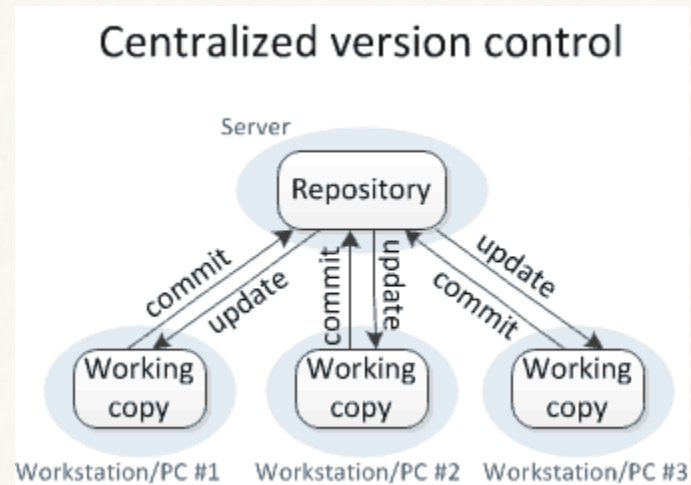 Centralized version control
Server
Repository
commit
update
commit
update
commit
update
Working
copy
Working
copy
Working
copy
Workstation/PC #1
Workstation/PC #2
Workstation/PC #3